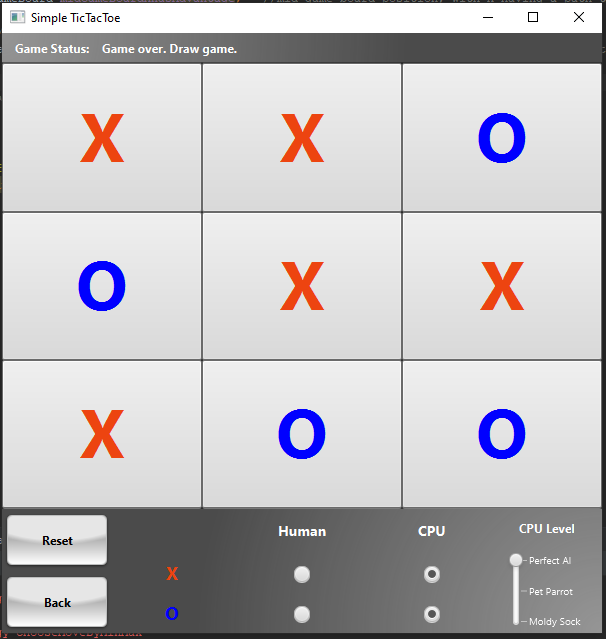 Simple TicTacToe
Game Status: Game over. Draw game.
X X O
O X X
X O O
Reset
Human CPU
CPU Level
X
Perfect AI
Pet Parrot
Back
O
Moldy Sock